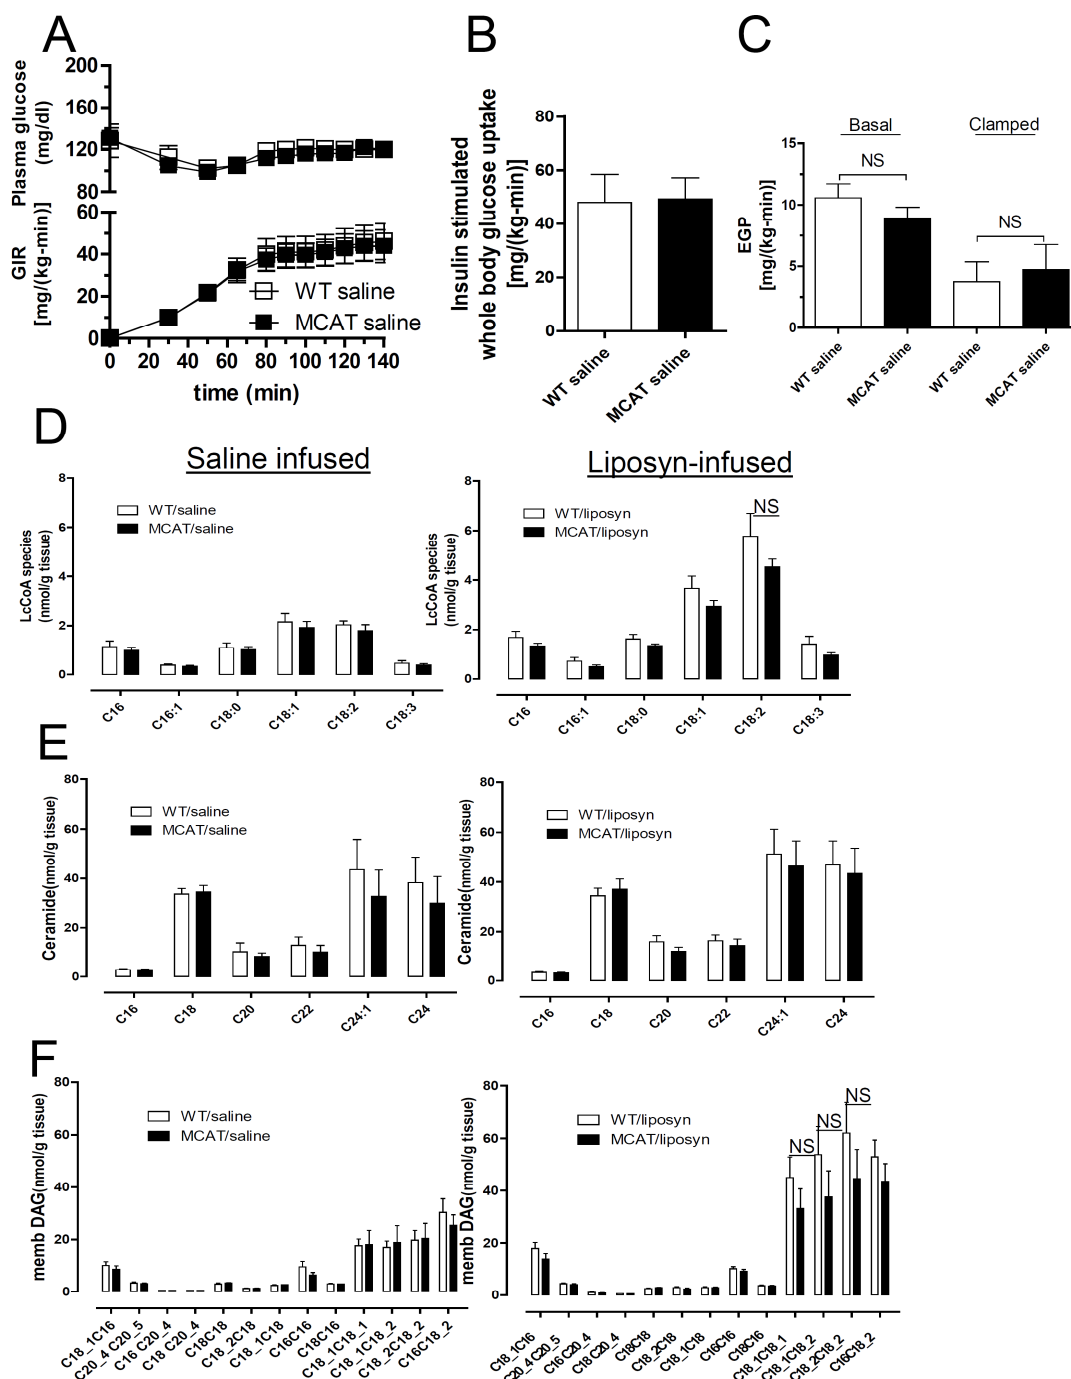 A
B
C
Plasma glucose
(mg/dl)
200
160
120
80
GIR
[mg/(kg-min)]
60
40
20
0
WT saline
MCAT saline
0
20
40
60
80
100
120
140
time (min)
Insulin stimulated
whole body glucose uptake
[mg/(kg-min)]
80
60
40
20
0
WT saline
MCAT saline
Basal
Clamped
NS
NS
EGP
[mg/(kg-min)]
15
10
5
0
WT saline
MCAT saline
WT saline
MCAT saline
D
Saline infused
Liposyn-infused
LcCoA species
(nmol/g tissue)
8
6
4
2
0
WT/saline
MCAT/saline
C16
C16:1
C18:0
C18:1
C18:2
C18:3
LcCoA species
(nmol/g tissue)
8
6
4
2
0
WT/liposyn
MCAT/liposyn
NS
C16
C16:1
C18:0
C18:1
C18:2
C18:3
E
Ceramide(nmol/g tissue)
80
60
40
20
0
WT/saline
MCAT/saline
C16
C18
C20
C22
C24:1
C24
Ceramide(nmol/g tissue)
80
60
40
20
0
WT/liposyn
MCAT/liposyn
C16
C18
C20
C22
C24:1
C24
F
memb DAG(nmol/g tissue)
80
60
40
20
0
WT/saline
MCAT/saline
C18_1C16
C20_4 C20_5
C16 C20_4
C18 C20_4
C18C18
C18_2C18
C18_1C18
C16C16
C18C16
C18_1C18_1
C18_1C18_2
C18_2C18_2
C16C18_2
memb DAG(nmol/g tissue)
80
60
40
20
0
WT/liposyn
MCAT/liposyn
NS
NS
NS
C18_1C16
C20_4 C20_5
C16 C20_4
C18 C20_4
C18C18
C18_2C18
C18_1C18
C16C16
C18C16
C18_1C18_1
C18_1C18_2
C18_2C18_2
C16C18_2